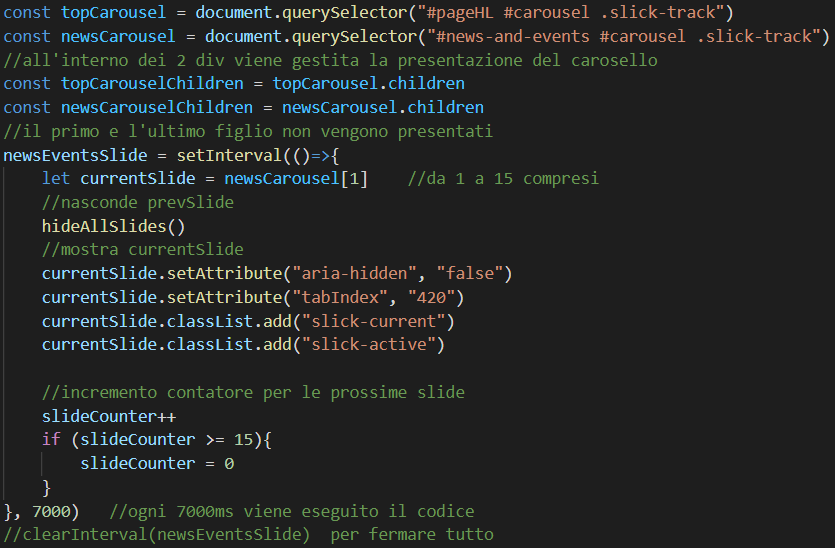 const topCarousel = document.querySelector("#pageHL #carousel .slick-track")
const newsCarousel = document.querySelector("#news-and-events #carousel .slick-track")
//all'interno dei 2 div viene gestita la presentazione del carosello
const topCarouselChildren = topCarousel.children
const newsCarouselChildren = newsCarousel.children
//il primo e l'ultimo figlio non vengono presentati
newsEventsSlide = setInterval(()=>{
    let currentSlide = newsCarousel[1]    //da 1 a 15 compresi
    //nasconde prevSlide
    hideAllSlides()
    //mostra currentSlide
    currentSlide.setAttribute("aria-hidden", "false")
    currentSlide.setAttribute("tabIndex", "420")
    currentSlide.classList.add("slick-current")
    currentSlide.classList.add("slick-active")

    //incremento contatore per le prossime slide
    slideCounter++
    if (slideCounter >= 15){
        slideCounter = 0
    }
}, 7000)   //ogni 7000ms viene eseguito il codice
//clearInterval(newsEventsSlide)  per fermare tutto